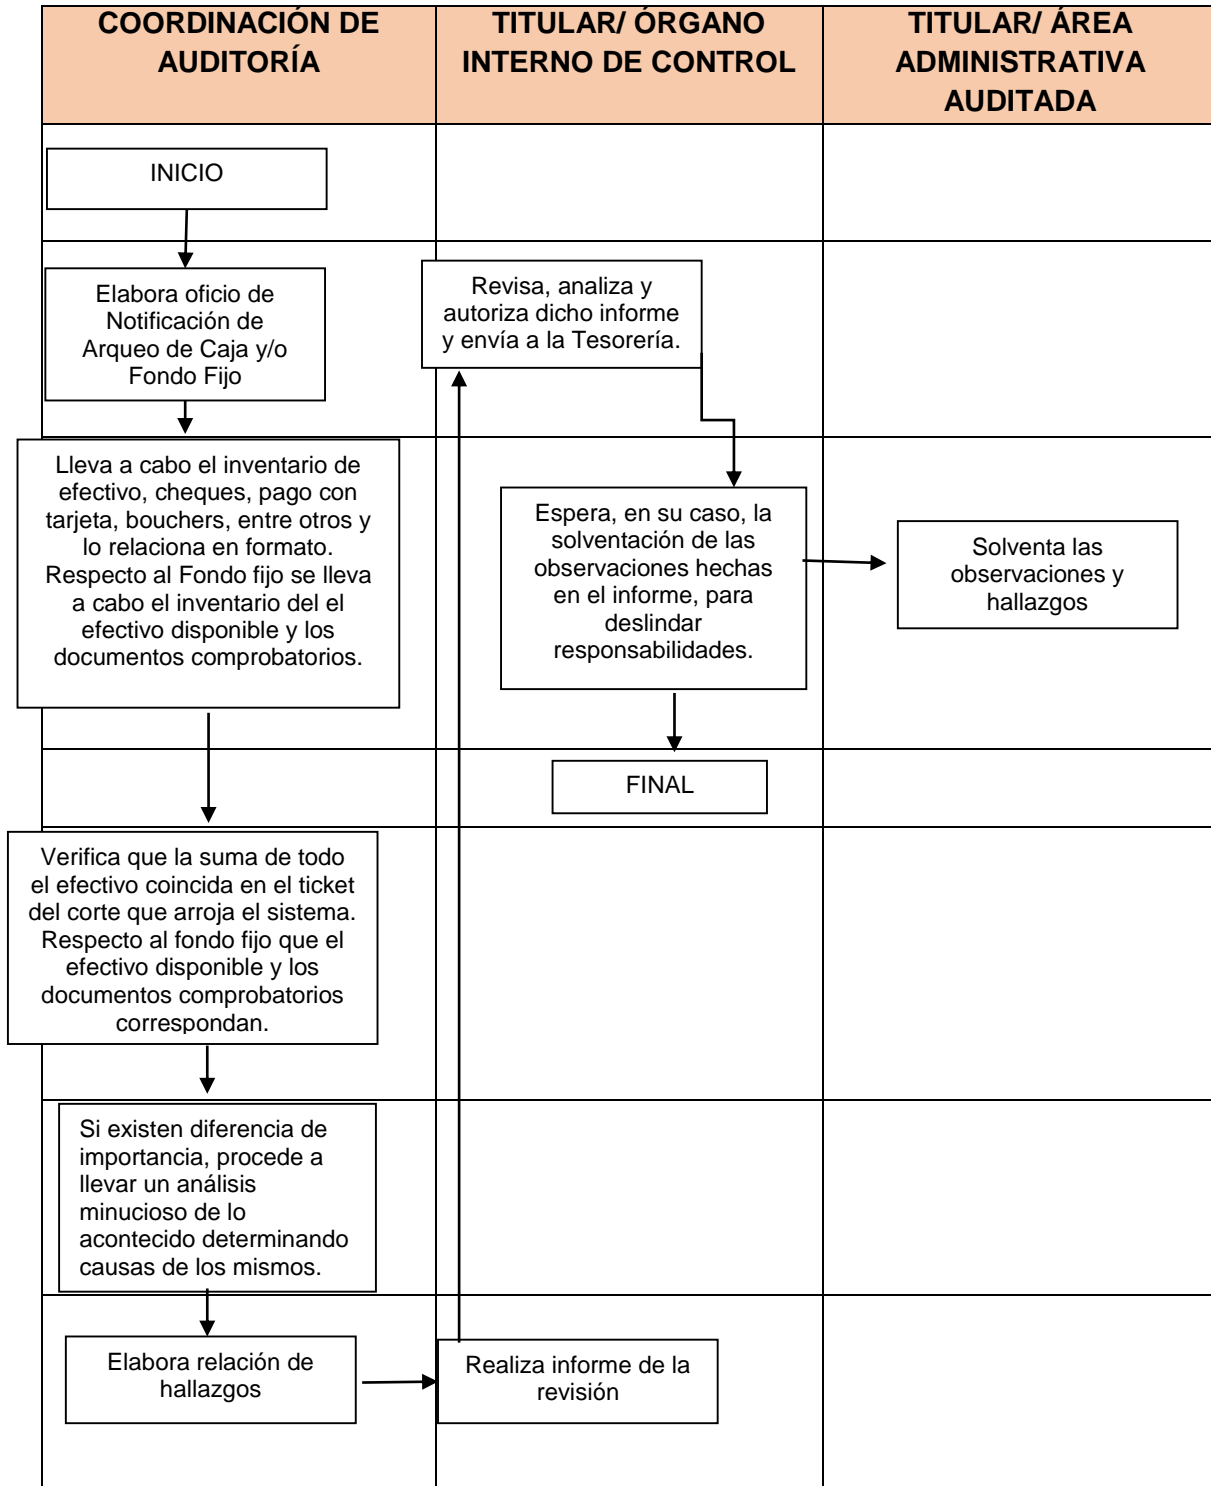 COORDINACIÓN DE
AUDITORÍA
TITULAR/ ÓRGANO
INTERNO DE CONTROL
TITULAR/ ÁREA
ADMINISTRATIVA
AUDITADA
INICIO
Elabora oficio de
Notificación de
Arqueo de Caja y/o
Fondo Fijo
Lleva a cabo el inventario de
efectivo, cheques, pago con
tarjeta, bouchers, entre otros y
lo relaciona en formato.
Respecto al Fondo fijo se lleva
a cabo el inventario del el
efectivo disponible y los
documentos comprobatorios.
Verifica que la suma de todo
el efectivo coincida en el ticket
del corte que arroja el sistema.
Respecto al fondo fijo que el
efectivo disponible y los
documentos comprobatorios
correspondan.
Si existen diferencia de
importancia, procede a
llevar un análisis
minucioso de lo
acontecido determinando
causas de los mismos.
Elabora relación de
hallazgos
Realiza informe de la
revisión
Revisa, analiza y
autoriza dicho informe
y envía a la Tesorería.
Espera, en su caso, la
solventación de las
observaciones hechas
en el informe, para
deslindar
responsabilidades.
Solventa las
observaciones y
hallazgos
FINAL